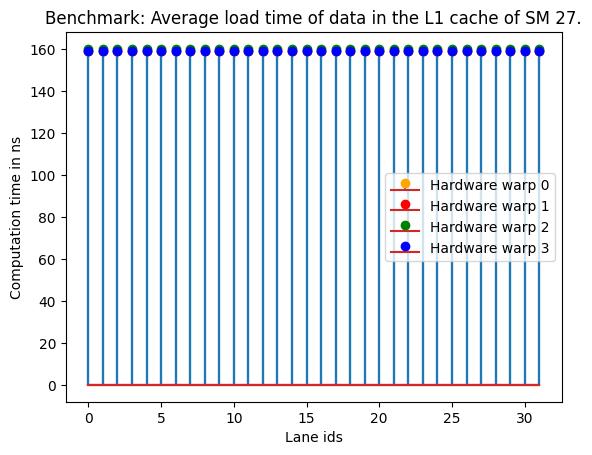 Benchmark: Average load time of data in the L1 cache of SM 27.
Computation time in ns
160
140
120
100
80
60
40
20
0
Hardware warp 0
Hardware warp 1
Hardware warp 2
Hardware warp 3
0 5 10 15 20 25 30
Lane ids